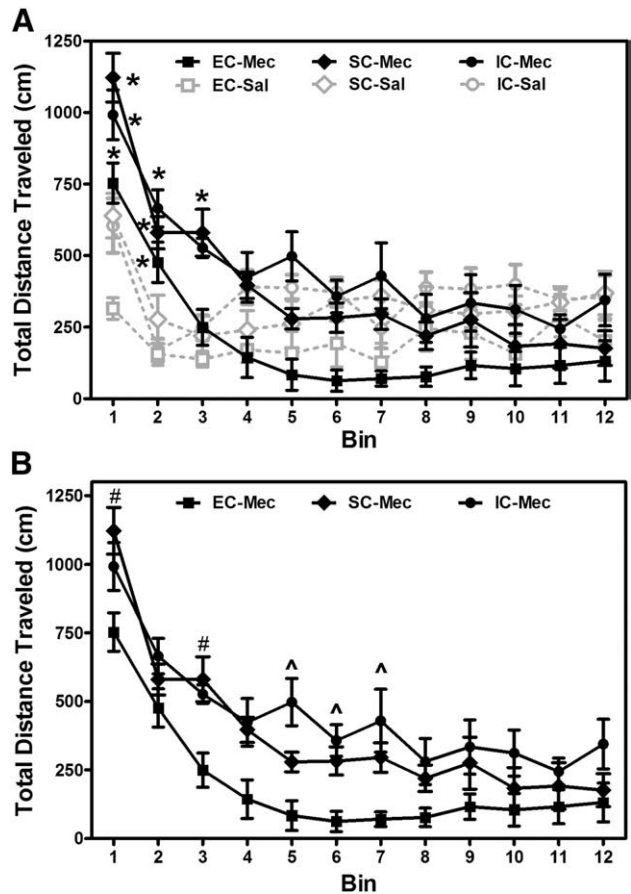 A
Total Distance Traveled (cm)
1250
1000
750
500
250
0
EC-Mec SC-Mec IC-Mec
EC-Sal SC-Sal IC-Sal
*
*
* * *
*
*
1 2 3 4 5 6 7 8 9 10 11 12
Bin
B
Total Distance Traveled (cm)
1250
1000
750
500
250
0
EC-Mec SC-Mec IC-Mec
#
# ^ ^
^
1 2 3 4 5 6 7 8 9 10 11 12
Bin